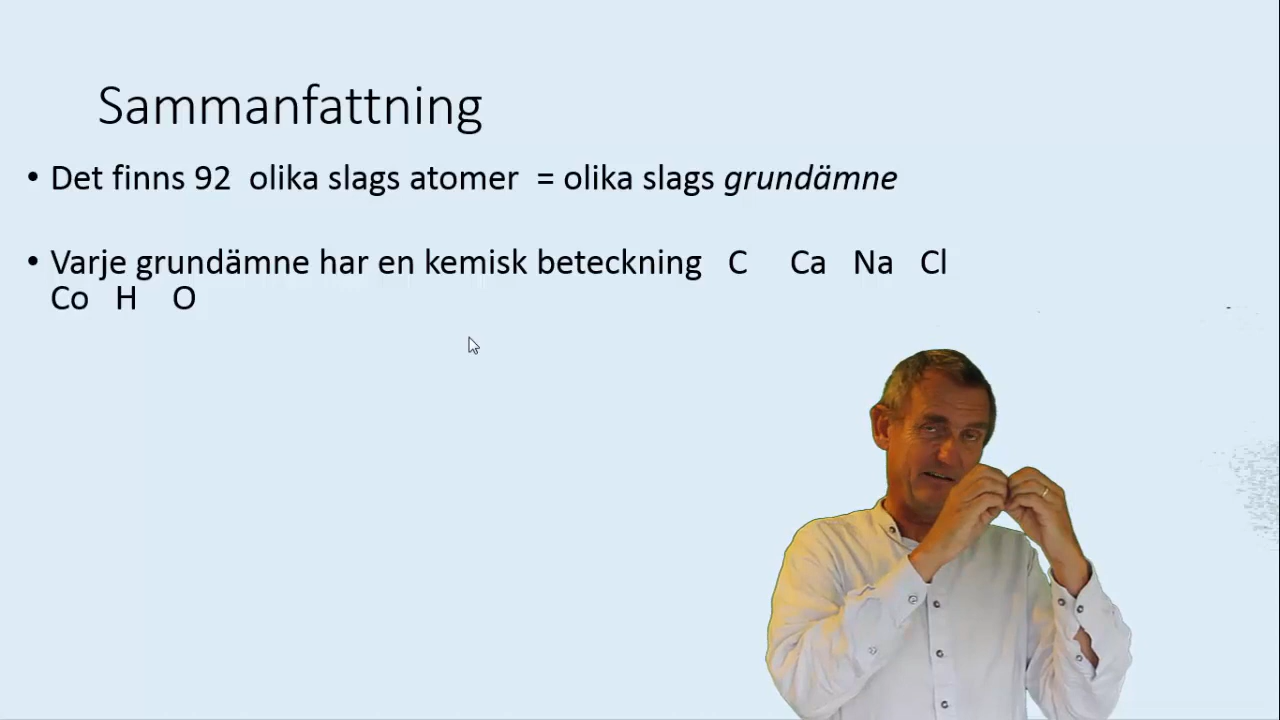 Sammanfattning
• Det finns 92 olika slags atomer = olika slags grundämne
• Varje grundämne har en kemisk beteckning C Ca Na Cl
Co H O